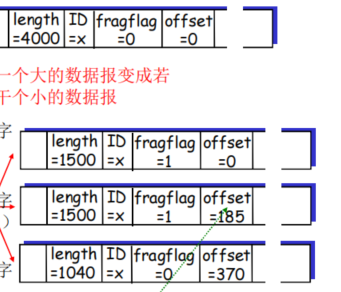 length ID fragflag offset
=4000 =x =0 =0
一个大的数据报变成若
干个小的数据报
字
length ID fragflag offset
=1500 =x =1 =0
字
length ID fragflag offset
=1500 =x =1 =185
)
字
length ID fragflag offset
=1040 =x =0 =370